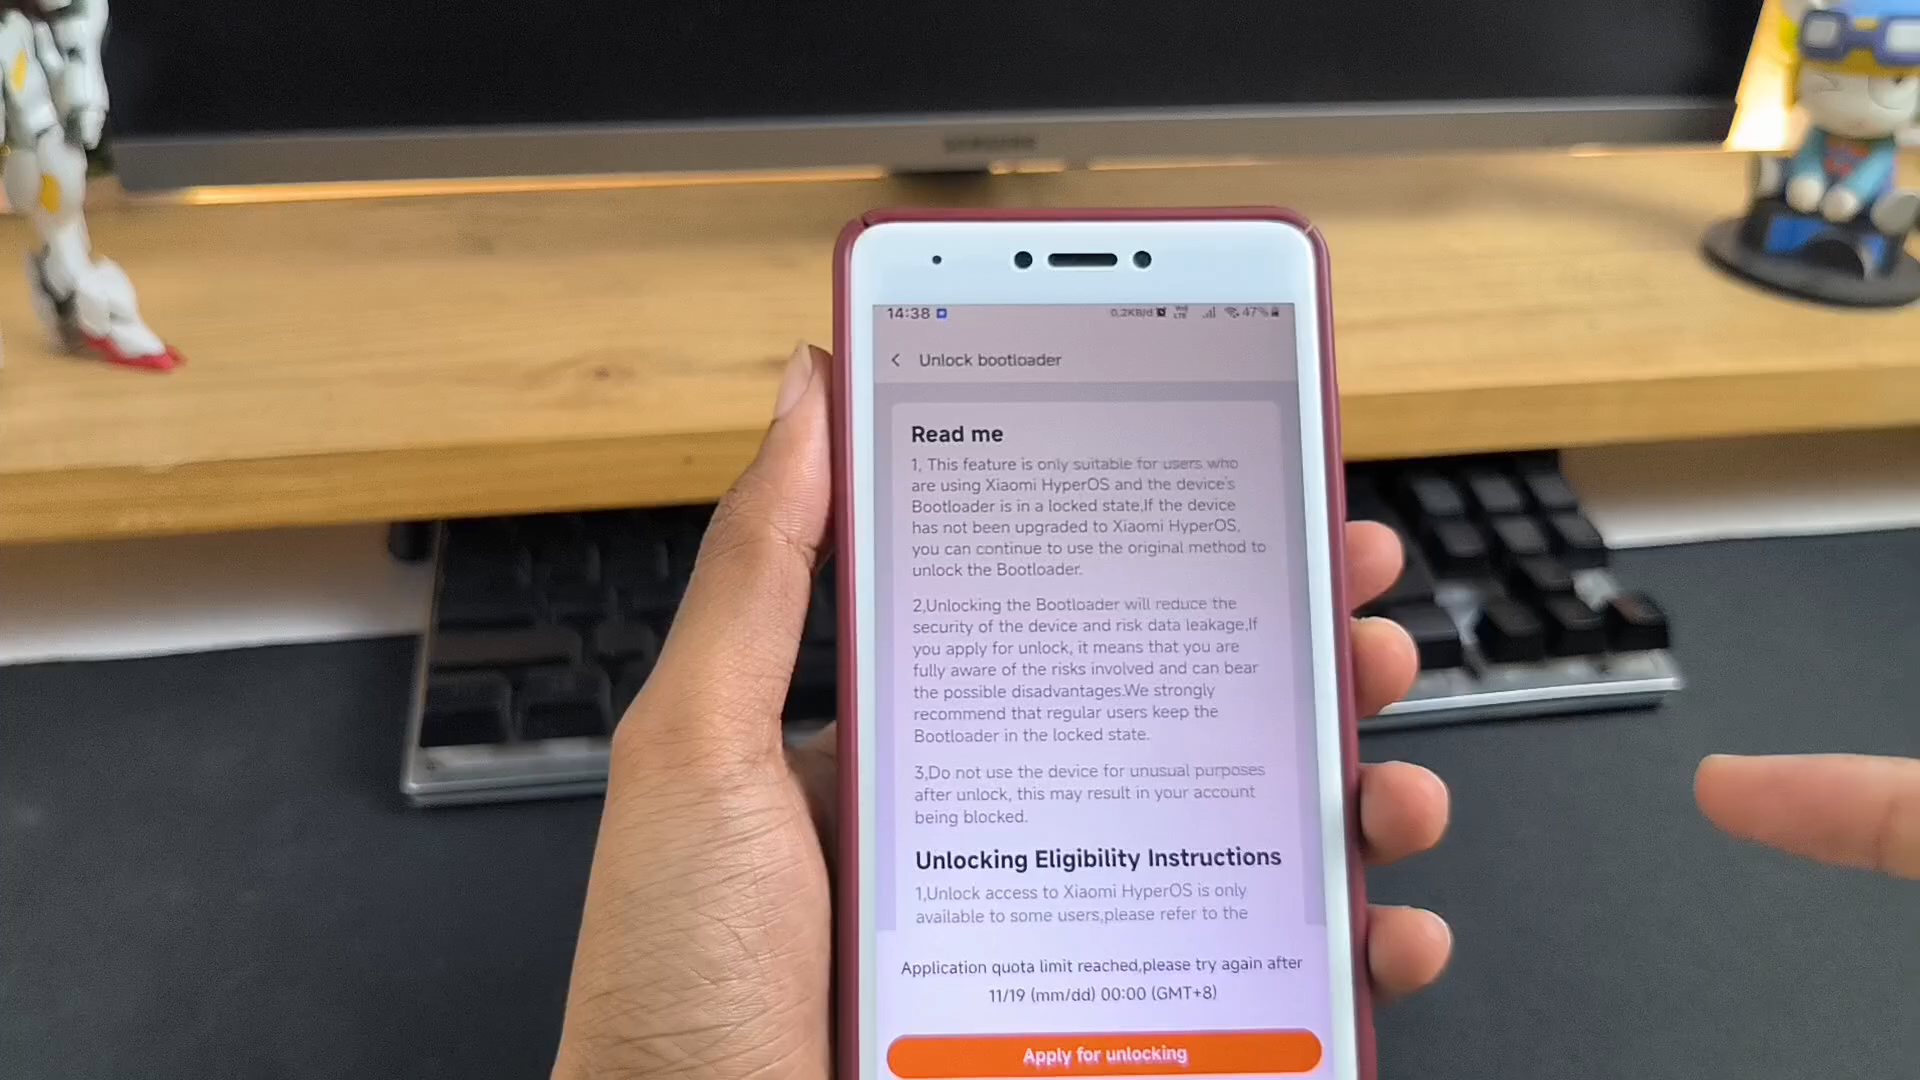 SAMSUNG
14:38
0.2KB/d
47%
Unlock bootloader
Read me
1, This feature is only suitable for users who
are using Xiaomi HyperOS and the device's
Bootloader is in a locked state,If the device
has not been upgraded to Xiaomi HyperOS,
you can continue to use the original method to
unlock the Bootloader.
2,Unlocking the Bootloader will reduce the
security of the device and risk data leakage,If
you apply for unlock, it means that you are
fully aware of the risks involved and can bear
the possible disadvantages.We strongly
recommend that regular users keep the
Bootloader in the locked state.
3,Do not use the device for unusual purposes
after unlock, this may result in your account
being blocked.
Unlocking Eligibility Instructions
1,Unlock access to Xiaomi HyperOS is only
available to some users,please refer to the
Application quota limit reached,please try again after
11/19 (mm/dd) 00:00 (GMT+8)
Apply for unlocking